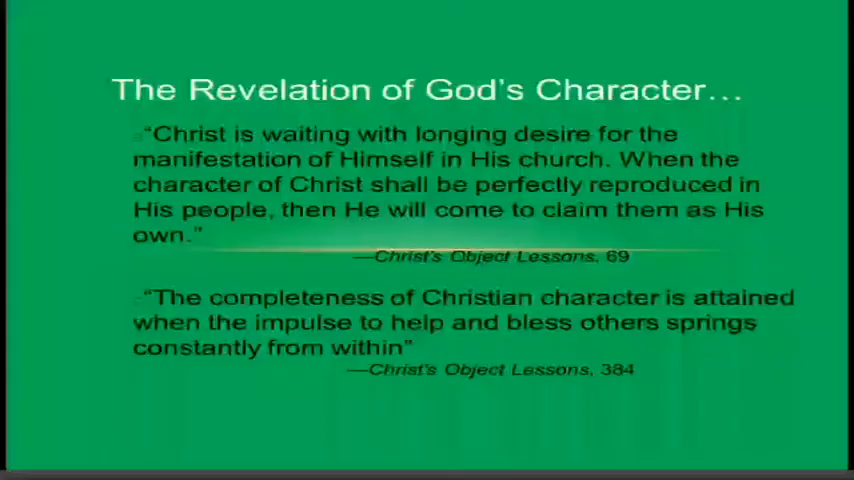 The Revelation of God's Character...
"Christ is waiting with longing desire for the
manifestation of Himself in His church. When the
character of Christ shall be perfectly reproduced in
His people, then He will come to claim them as His
own."
—Christ's Object Lessons, 69
"The completeness of Christian character is attained
when the impulse to help and bless others springs
constantly from within"
—Christ's Object Lessons, 384